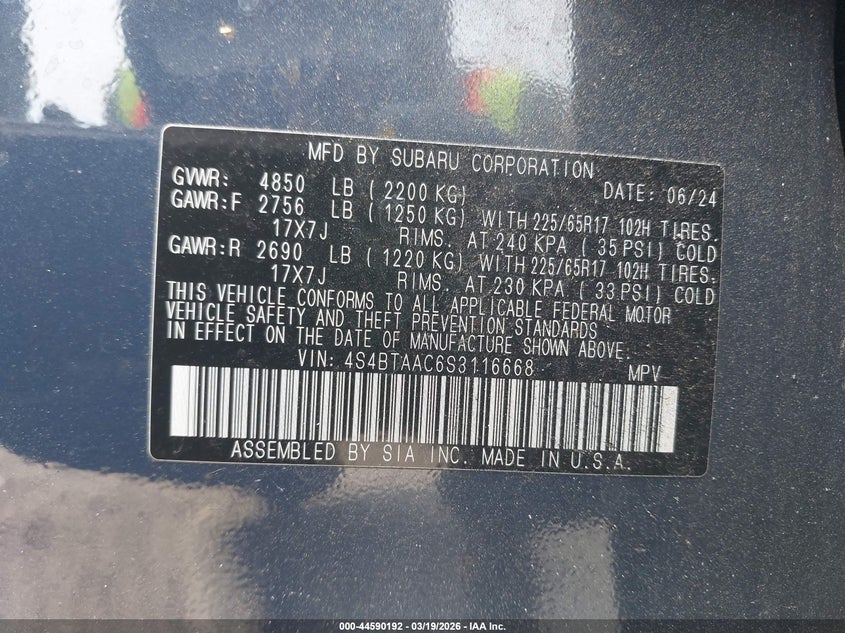 MFD BY SUBARU CORPORATION
GVWR: 4850 LB ( 2200 KG) DATE: 06/24
GAWR:F 2756 LB ( 1250 KG) WITH 225/65R17 102H TIRES.
17X7J RIMS. AT 240 KPA ( 35 PSI) COLD
GAWR:R 2690 LB ( 1220 KG) WITH 225/65R17 102H TIRES.
17X7J RIMS. AT 230 KPA ( 33 PSI) COLD
THIS VEHICLE CONFORMS TO ALL APPLICABLE FEDERAL MOTOR
VEHICLE SAFETY AND THEFT PREVENTION STANDARDS
IN EFFECT ON THE DATE OF MANUFACTURE SHOWN ABOVE.
VIN: 4S4BTAAC6S3116668 MPV
ASSEMBLED BY SIA INC. MADE IN U.S.A.
000-44590192 — 03/19/2026 — IAA Inc.